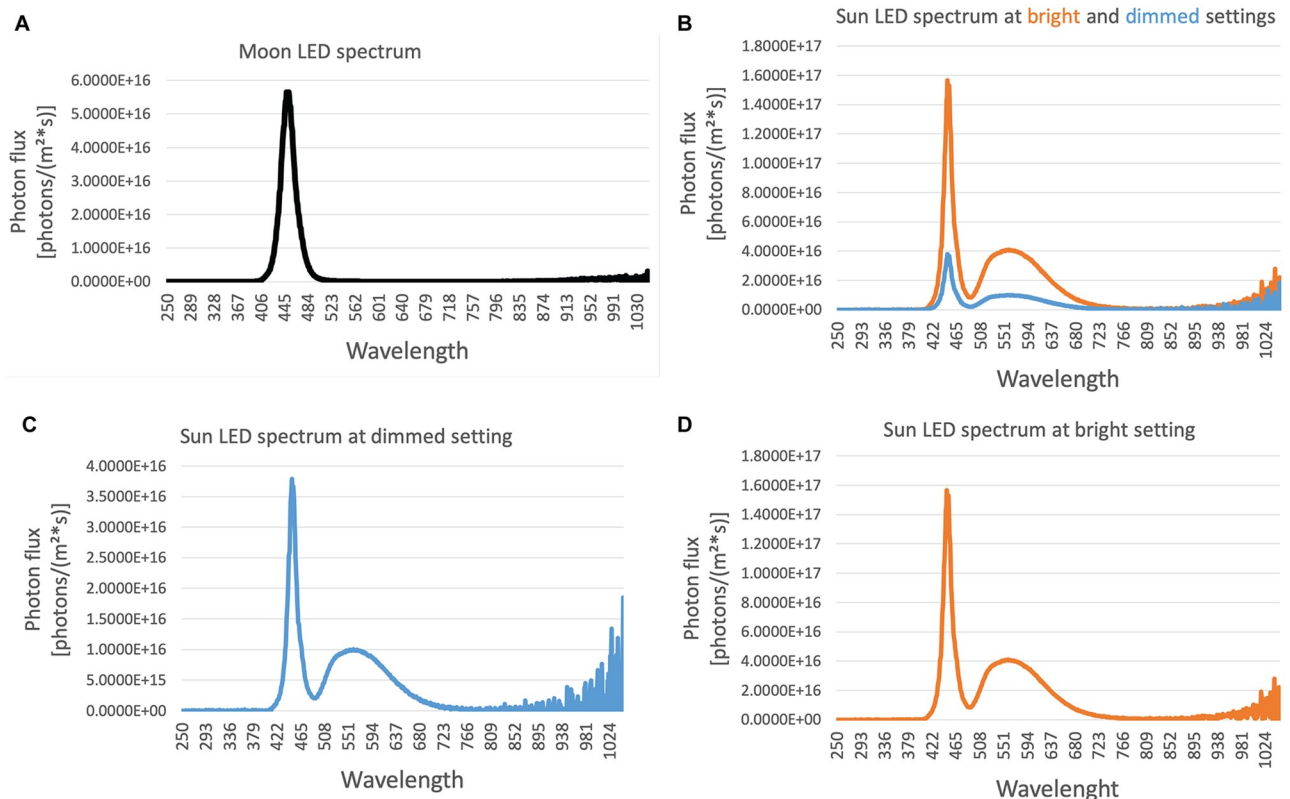 A
Moon LED spectrum
6.0000E+16
5.0000E+16
4.0000E+16
3.0000E+16
2.0000E+16
1.0000E+16
0.0000E+00
Photon flux
[photons/(m²*s)]
250 289 328 367 406 445 484 523 562 601 640 679 718 757 796 835 874 913 952 991 1030
Wavelength
B
Sun LED spectrum at bright and dimmed settings
1.8000E+17
1.6000E+17
1.4000E+17
1.2000E+17
1.0000E+17
8.0000E+16
6.0000E+16
4.0000E+16
2.0000E+16
0.0000E+00
Photon flux
[photons/(m²*s)]
250 293 336 379 422 465 508 551 594 637 680 723 766 809 852 895 938 981 1024
Wavelength
C
Sun LED spectrum at dimmed setting
4.0000E+16
3.5000E+16
3.0000E+16
2.5000E+16
2.0000E+16
1.5000E+16
1.0000E+16
5.0000E+15
0.0000E+00
Photon flux
[photons/(m²*s)]
250 293 336 379 422 465 508 551 594 637 680 723 766 809 852 895 938 981 1024
Wavelength
D
Sun LED spectrum at bright setting
1.8000E+17
1.6000E+17
1.4000E+17
1.2000E+17
1.0000E+17
8.0000E+16
6.0000E+16
4.0000E+16
2.0000E+16
0.0000E+00
Photon flux
[photons/(m²*s)]
250 293 336 379 422 465 508 551 594 637 680 723 766 809 852 895 938 981 1024
Wavelenght